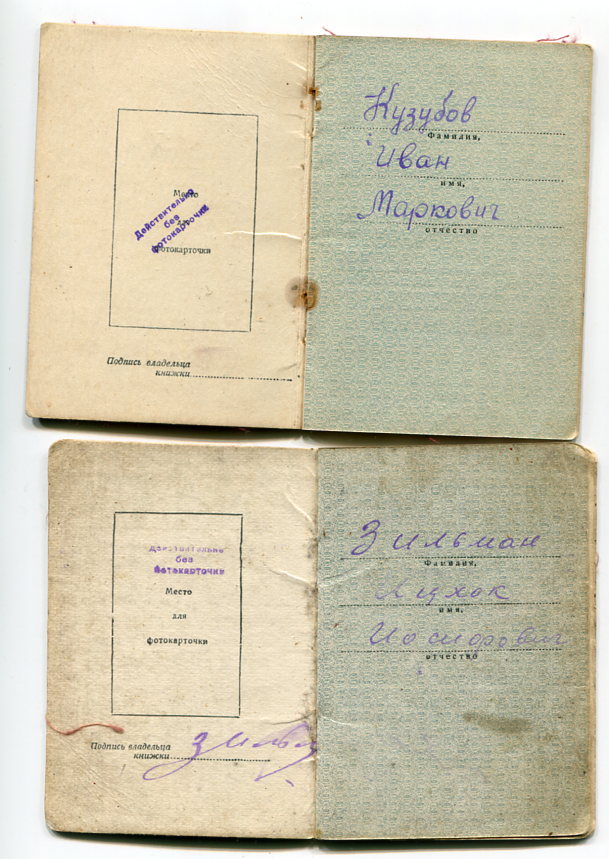 Место
для
фотокарточки
Действительно
без
фотокарточки
Подпись владельца
книжки
Кузубов
Фамилия,
Иван
имя,
Маркович
отчество
Действительно
без
фотокарточки
Место
для
фотокарточки
Подпись владельца
книжки
Зильман
Фамилия,
имя,
отчество